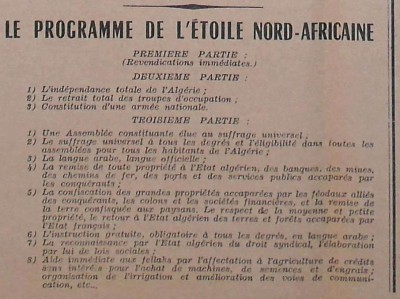 LE PROGRAMME DE L'ÉTOILE NORD-AFRICAINE
PREMIERE PARTIE :
(Revendications immédiates.)
DEUXIEME PARTIE :
1) L'indépendance totale de l'Algérie ;
2) Le retrait total des troupes d'occupation ;
3) Constitution d'une armée nationale.
TROISIEME PARTIE :
1) Une Assemblée constituante élue au suffrage universel ;
2) Le suffrage universel à tous les degrés et l'éligibilité dans toutes les
assemblées pour tous les habitants de l'Algérie ;
3) La langue arabe, langue officielle ;
4) La remise de toute propriété à l'Etat algérien, des banques, des mines,
des chemins de fer, des ports et des services publics accaparés par
les conquérants ;
5) La confiscation des grandes propriétés accaparées par les féodaux alliés
des conquérants, les colons et les sociétés financières, et la remise de
la terre confisquée aux paysans. Le respect de la moyenne et petite
propriété, le retour à l'Etat algérien des terres et forêts accaparés par
l'Etat français ;
6) L'instruction gratuite, obligatoire à tous les degrés, en langue arabe ;
7) La reconnaissance par l'Etat algérien du droit syndical, l'élaboration
par lui de lois sociales ;
8) Aide immédiate aux fellahs par l'affectation à l'agriculture de crédits
sans intérêts pour l'achat de machines, de semences et d'engrais ;
organisation de l'irrigation et amélioration des voies de communi-
cation, etc...